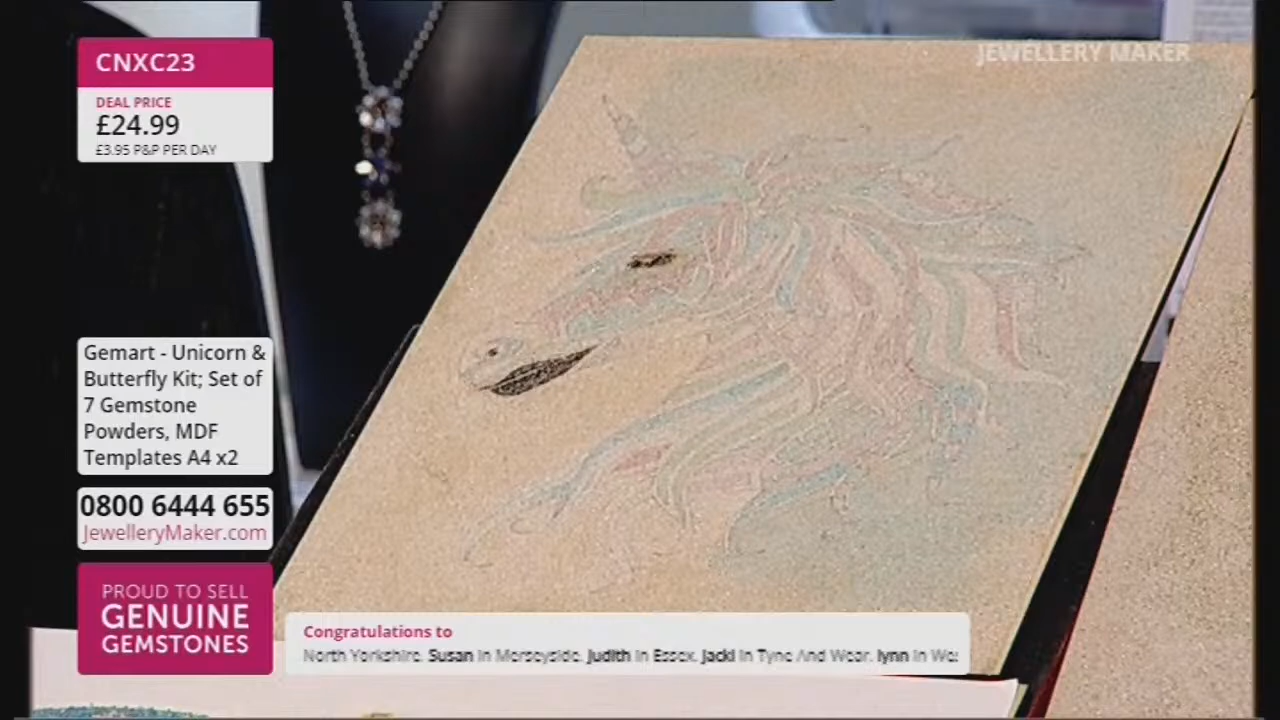 CNXC23
DEAL PRICE
£24.99
£3.95 P&P PER DAY
JEWELLERY MAKER
Gemart - Unicorn &
Butterfly Kit; Set of
7 Gemstone
Powders, MDF
Templates A4 x2
0800 6444 655
JewelleryMaker.com
PROUD TO SELL
GENUINE
GEMSTONES
Congratulations to
North Yorkshire. Susan in Merseyside. Judith in Essex. Jacki in Tyne And Wear. lynn in